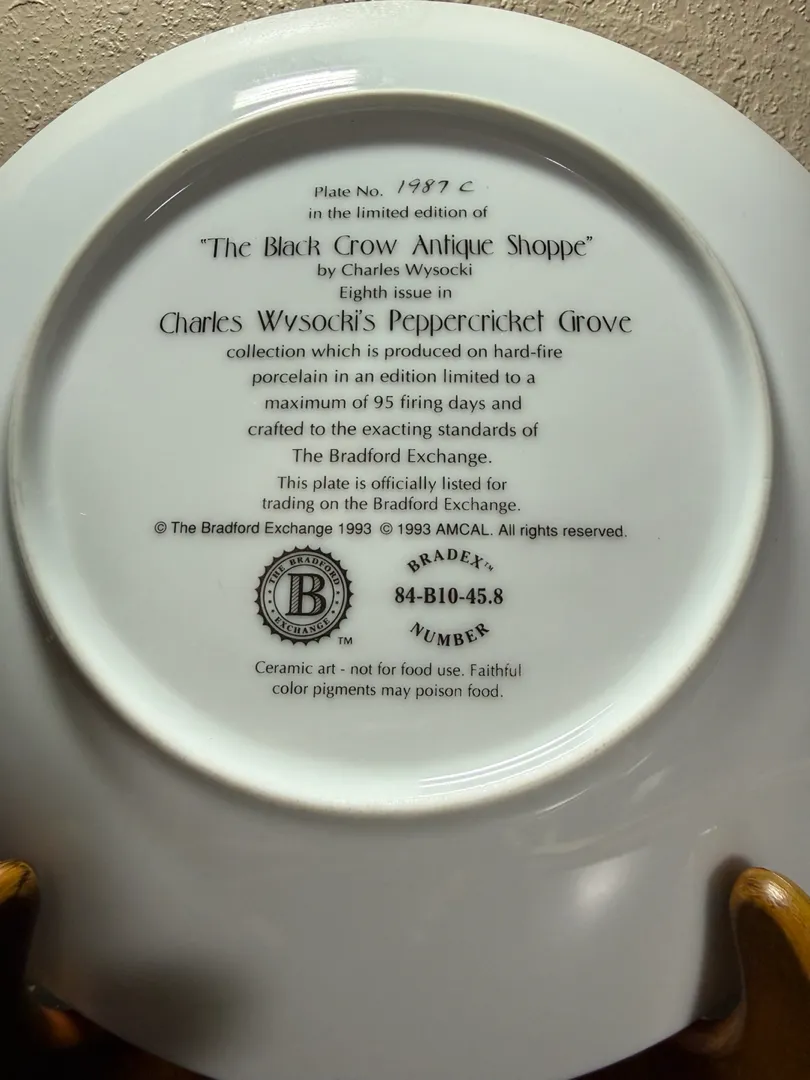 Plate No. 1987 C
in the limited edition of
"The Black Crow Antique Shoppe"
by Charles Wysocki
Eighth issue in
Charles Wysocki's Peppercricket Grove
collection which is produced on hard-fire
porcelain in an edition limited to a
maximum of 95 firing days and
crafted to the exacting standards of
The Bradford Exchange.
This plate is officially listed for
trading on the Bradford Exchange.
© The Bradford Exchange 1993 © 1993 AMCAL. All rights reserved.
THE BRADFORD
B
EXCHANGE
TM
BRADEX™
84-B10-45.8
NUMBER
Ceramic art - not for food use. Faithful
color pigments may poison food.